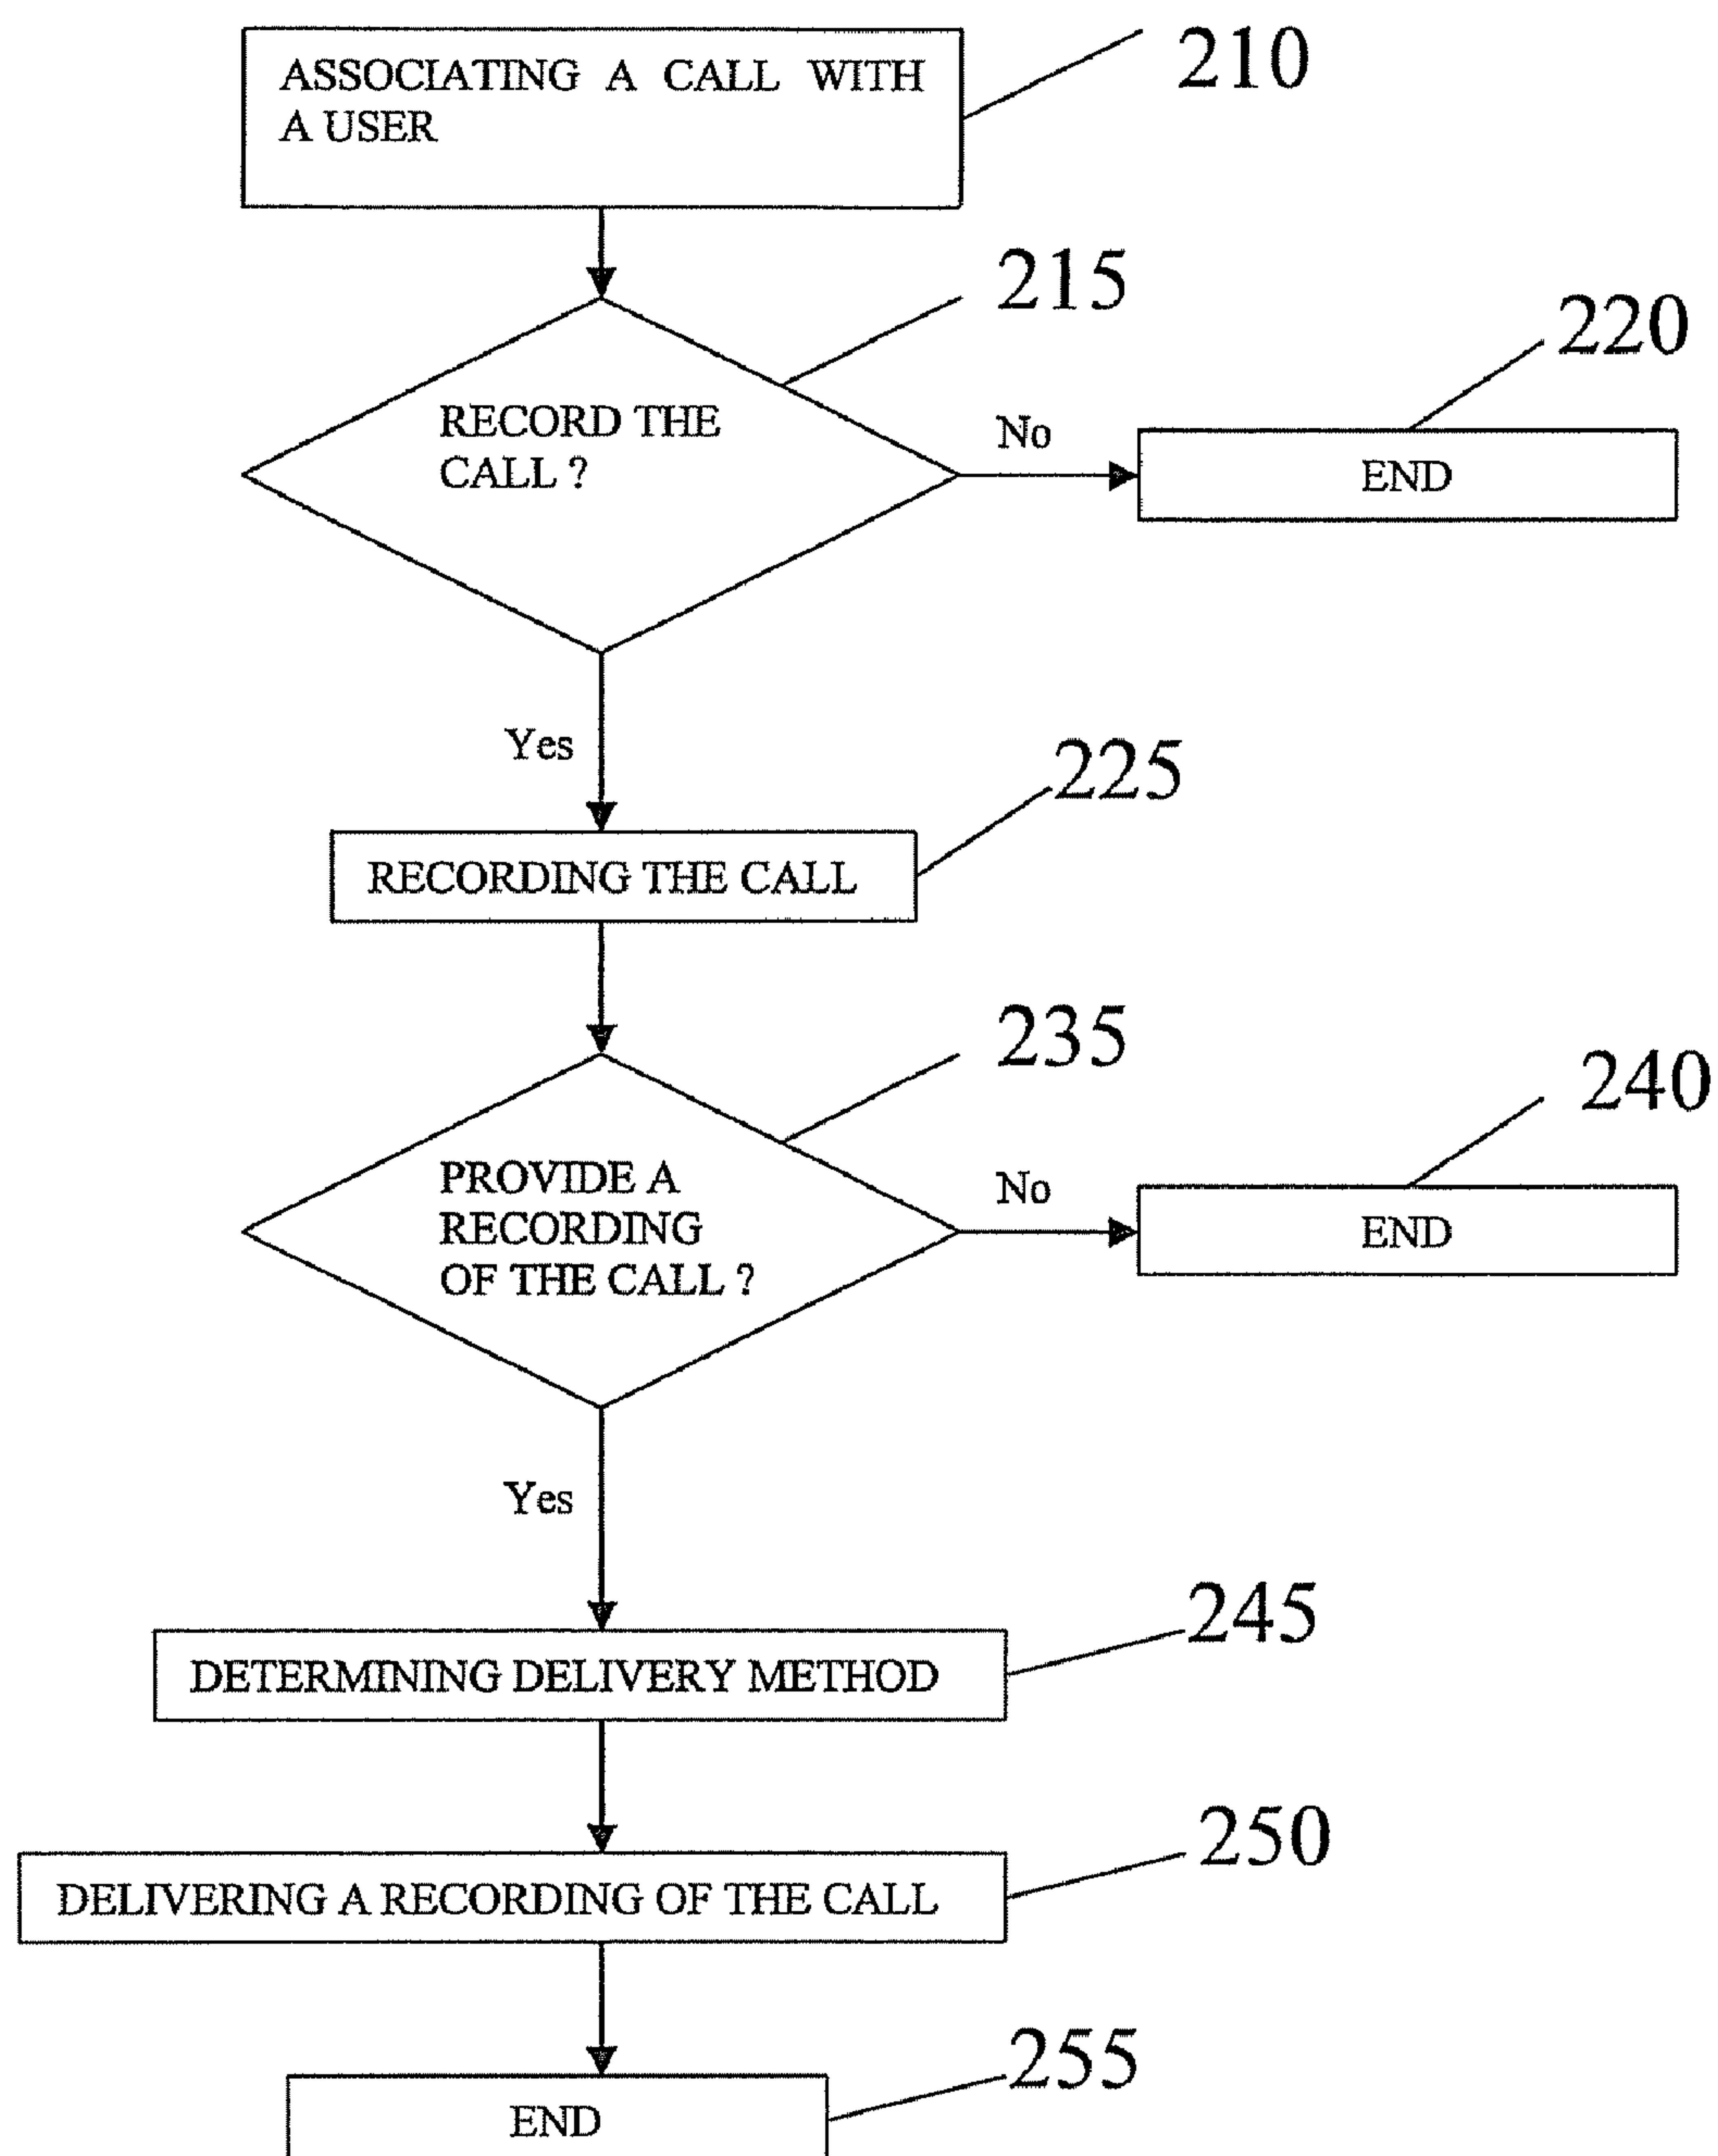 210
ASSOCIATING A CALL WITH
A USER
215
220
RECORD THE
CALL ?
No
END
Yes
225
RECORDING THE CALL
235
240
PROVIDE A
RECORDING
OF THE CALL ?
No
END
Yes
245
DETERMINING DELIVERY METHOD
250
DELIVERING A RECORDING OF THE CALL
255
END